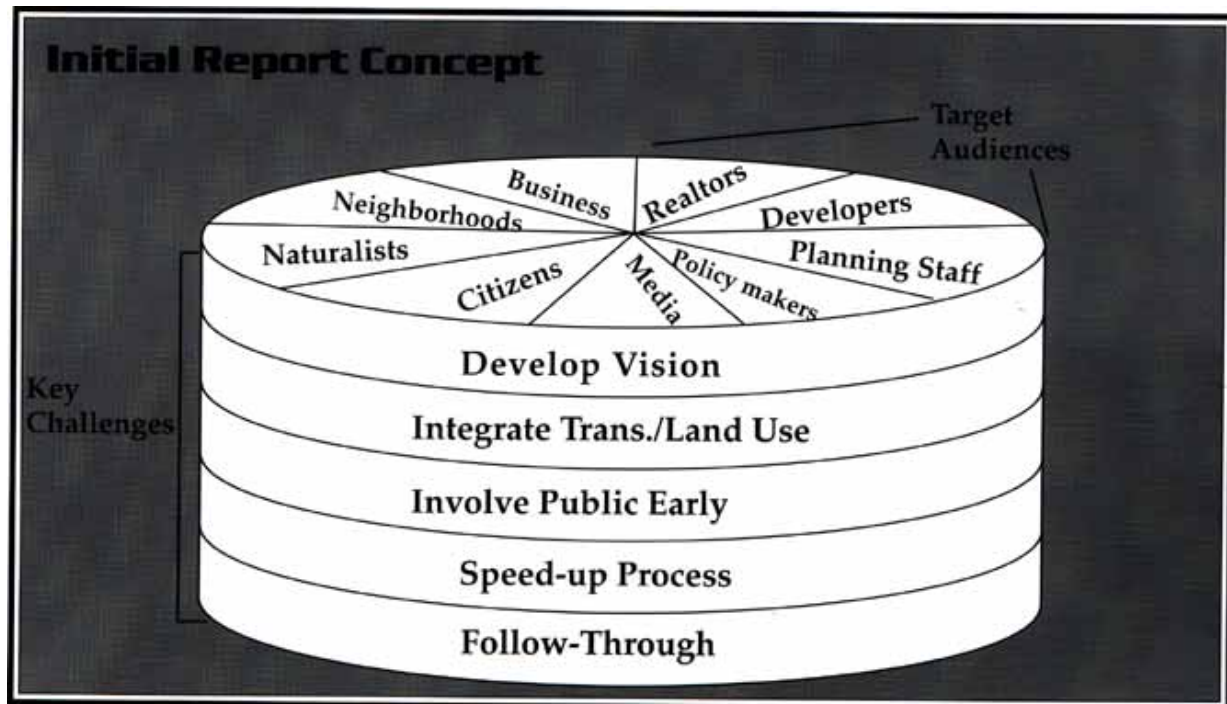 Initial Report Concept
Target
Audiences
Business
Realtors
Neighborhoods
Developers
Naturalists
Planning Staff
Citizens
Media
Policy makers
Key
Challenges
Develop Vision
Integrate Trans./Land Use
Involve Public Early
Speed-up Process
Follow-Through